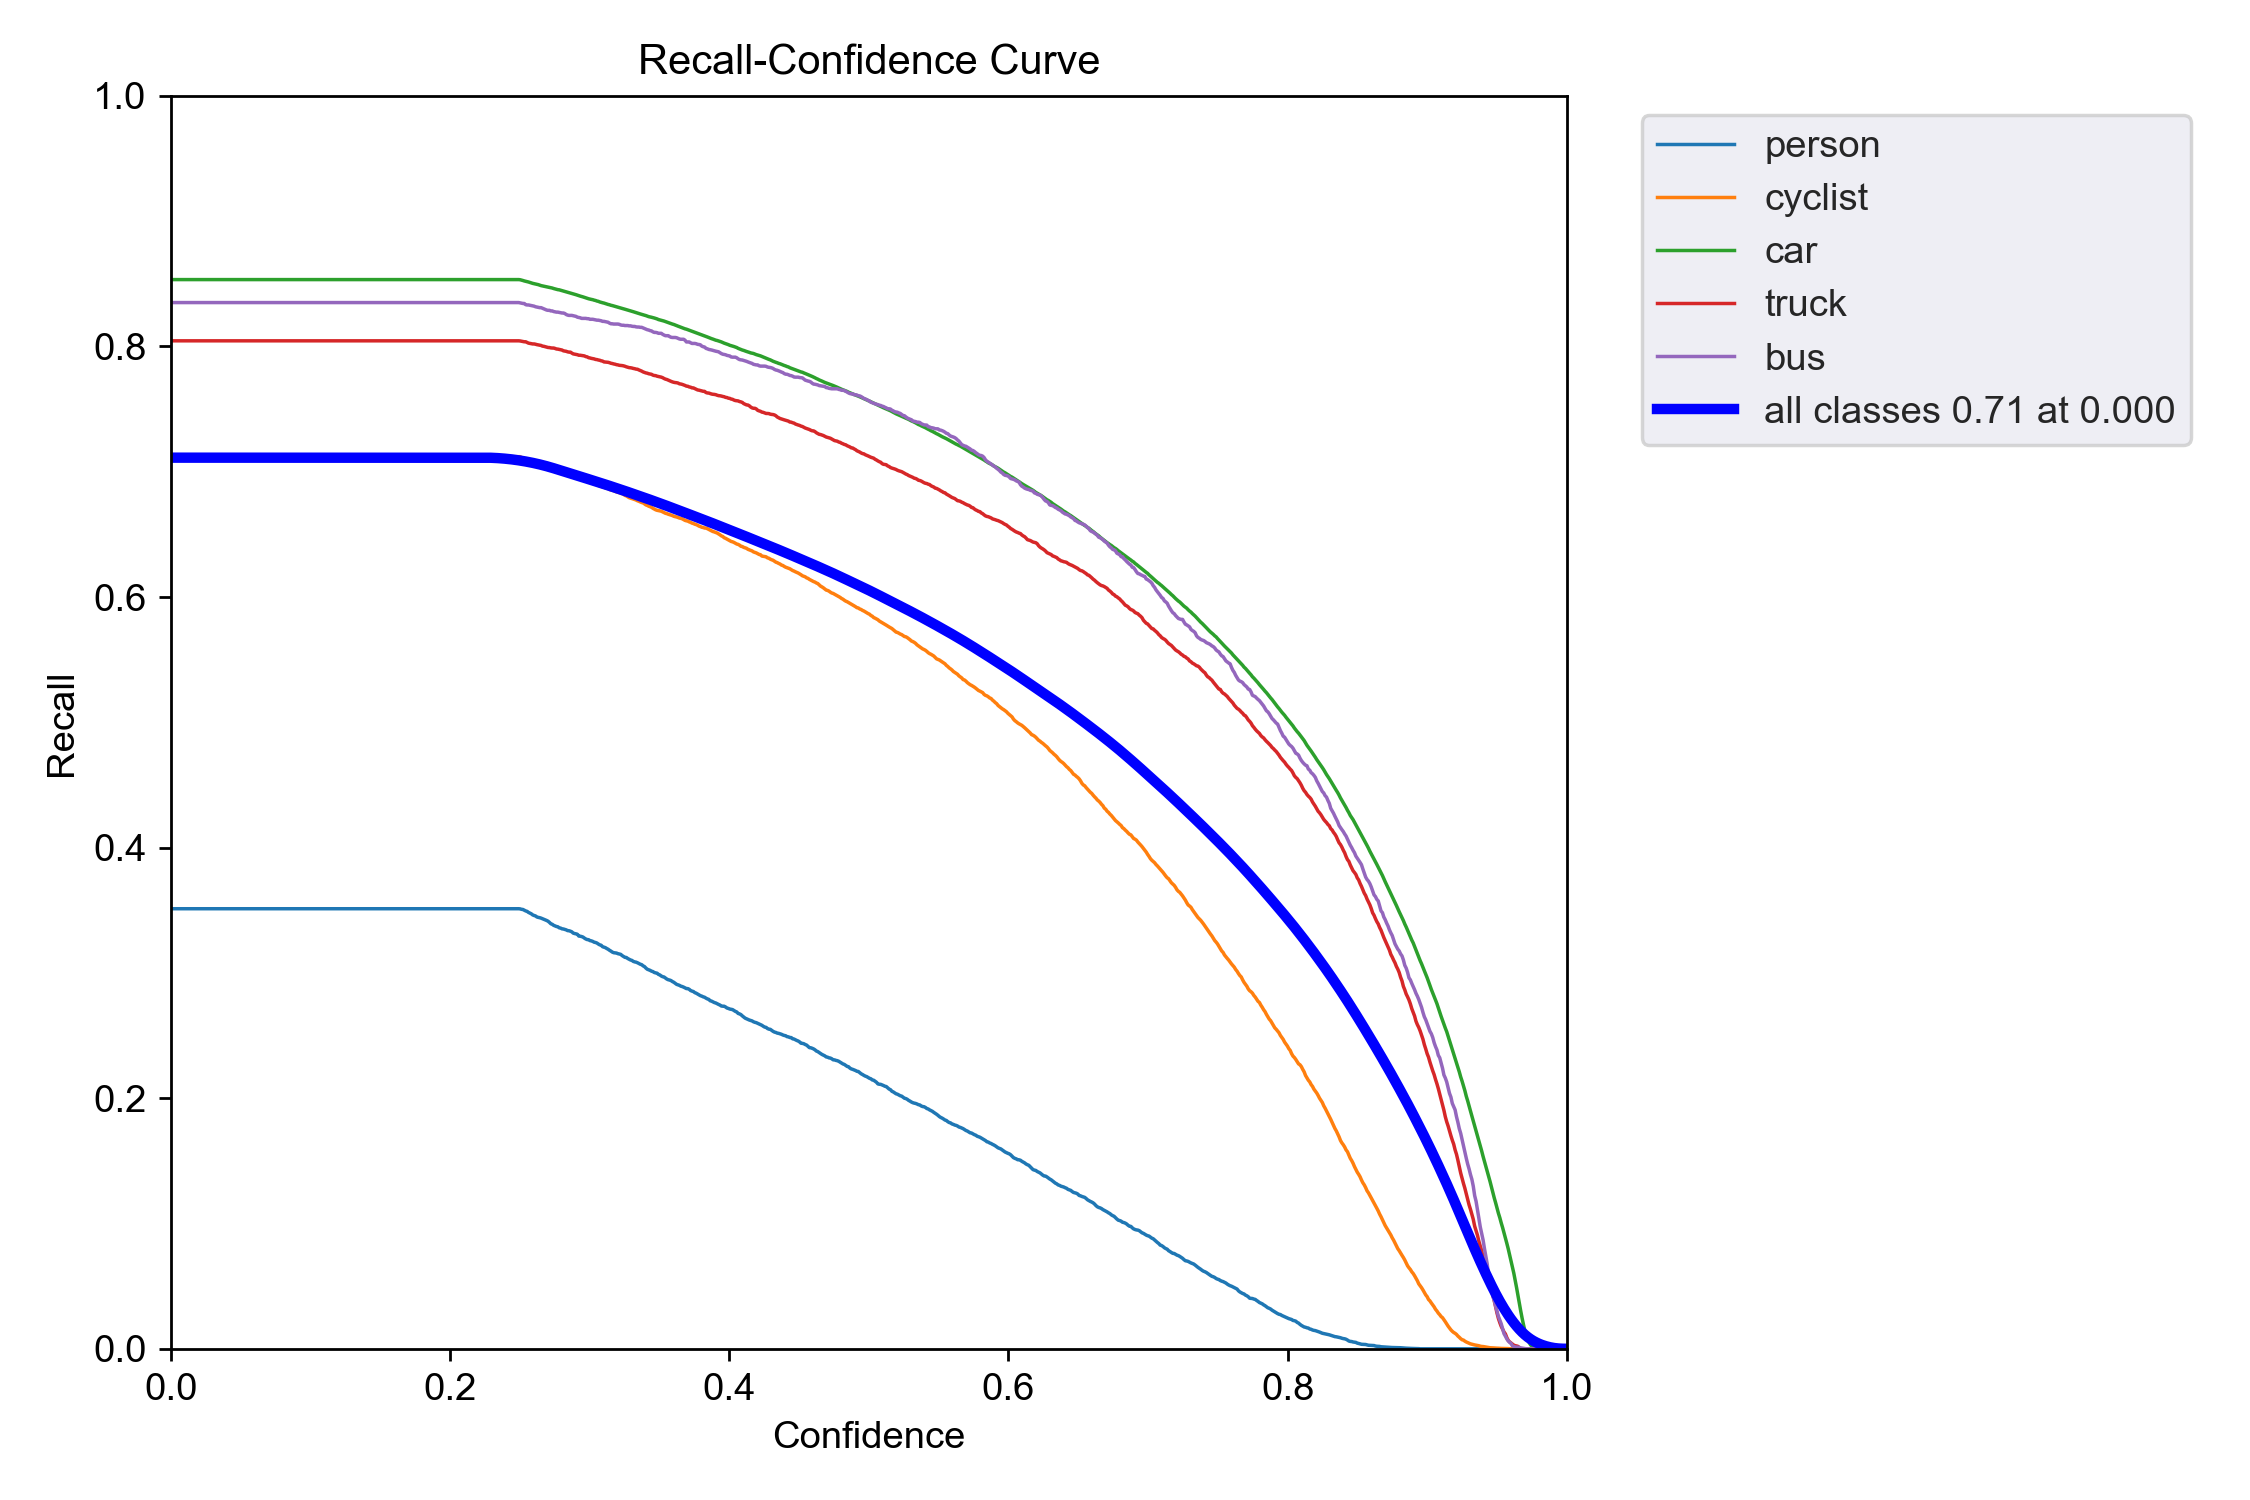 Recall-Confidence Curve
1.0
0.8
0.6
0.4
0.2
0.0
Recall
0.0 0.2 0.4 0.6 0.8 1.0
Confidence
person
cyclist
car
truck
bus
all classes 0.71 at 0.000